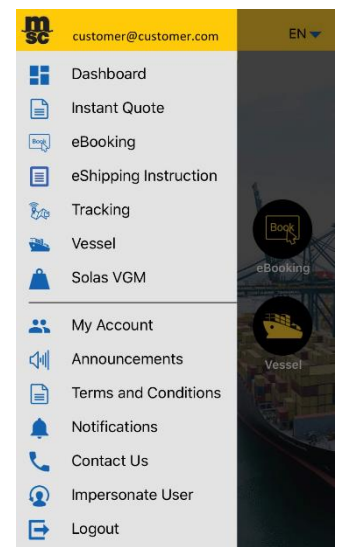 msc
customer@customer.com
EN
Dashboard
Instant Quote
Book
eBooking
eShipping Instruction
Tracking
Vessel
Solas VGM
My Account
Announcements
Terms and Conditions
Notifications
Contact Us
Impersonate User
Logout
Book
eBooking
Vessel